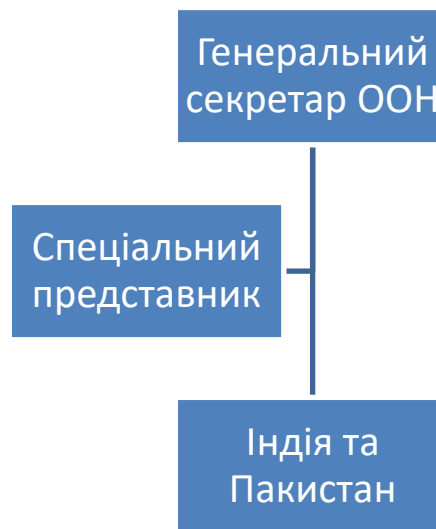 Генеральний
секретар ООН
Спеціальний
представник
Індія та
Пакистан